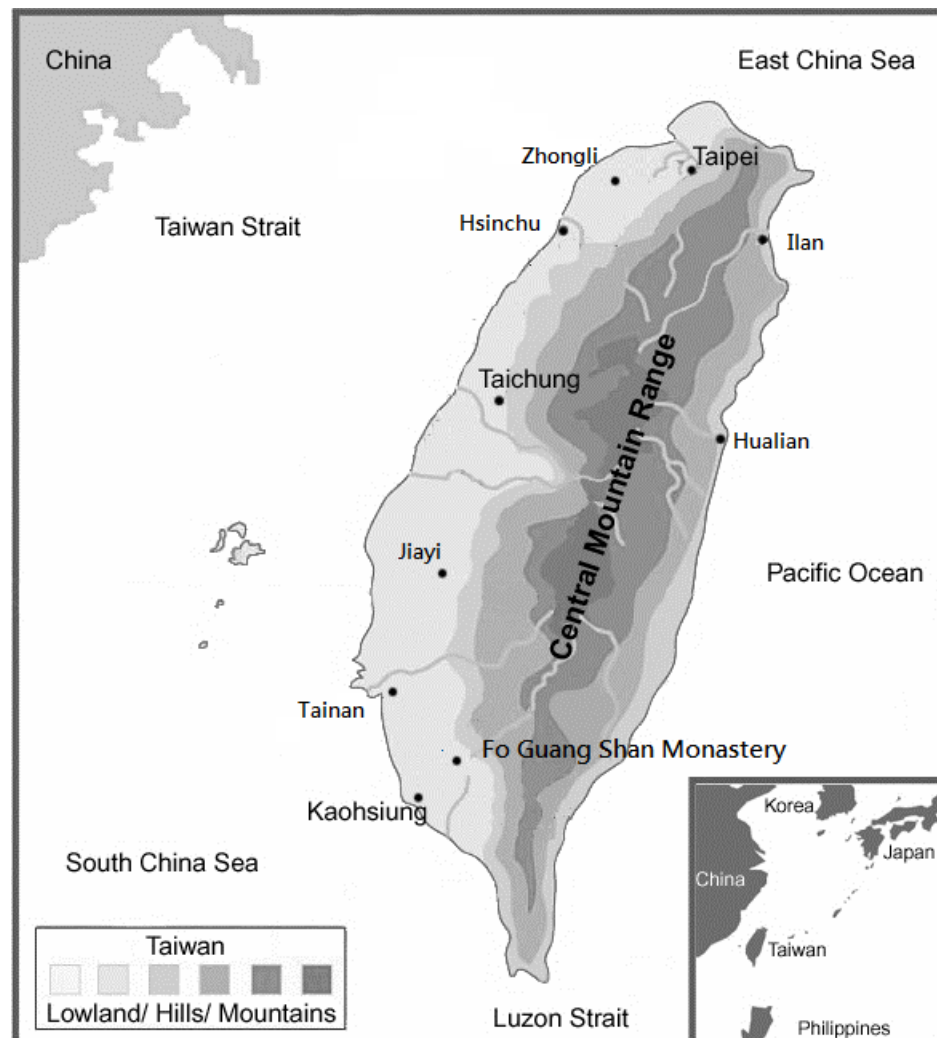 China
East China Sea
Zhongli
Taipei
Taiwan Strait
Hsinchu
Ilan
Taichung
Central Mountain Range
Hualian
Jiayi
Pacific Ocean
Tainan
Fo Guang Shan Monastery
Kaohsiung
South China Sea
Luzon Strait
Taiwan
Lowland/ Hills/ Mountains
Korea
Japan
China
Taiwan
Philippines